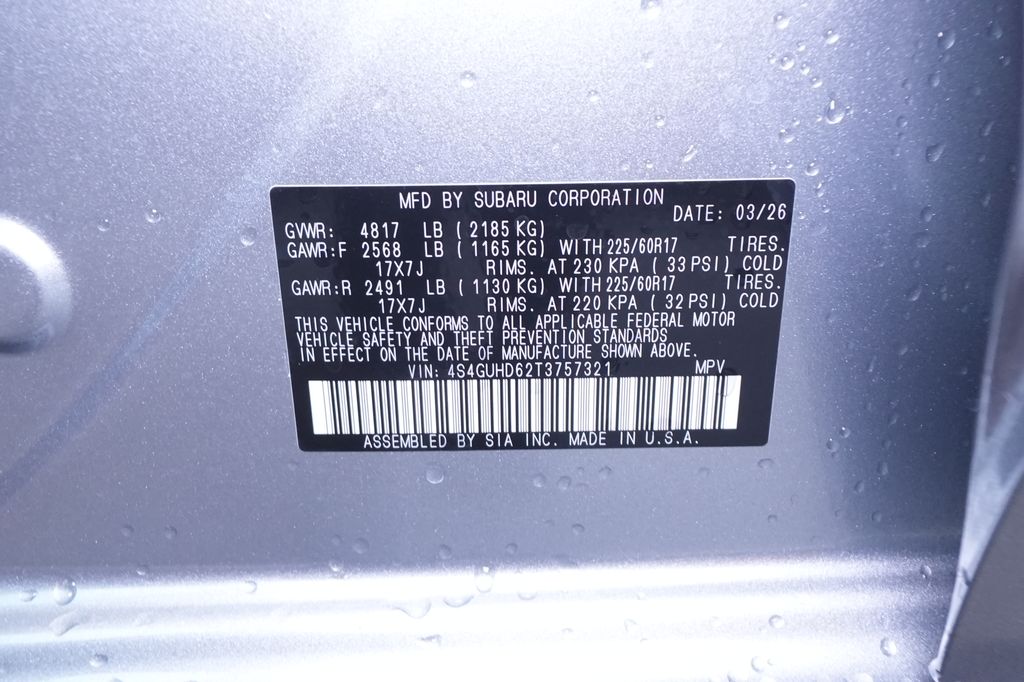 MFD BY SUBARU CORPORATION
DATE: 03/26
GVWR: 4817 LB (2185 KG)
GAWR:F 2568 LB (1165 KG) WITH 225/60R17 TIRES.
17X7J RIMS. AT 230 KPA (33 PSI) COLD
GAWR:R 2491 LB (1130 KG) WITH 225/60R17 TIRES.
17X7J RIMS. AT 220 KPA (32 PSI) COLD
THIS VEHICLE CONFORMS TO ALL APPLICABLE FEDERAL MOTOR
VEHICLE SAFETY AND THEFT PREVENTION STANDARDS
IN EFFECT ON THE DATE OF MANUFACTURE SHOWN ABOVE.
VIN: 4S4GUHD62T3757321 MPV
ASSEMBLED BY SIA INC. MADE IN U.S.A.